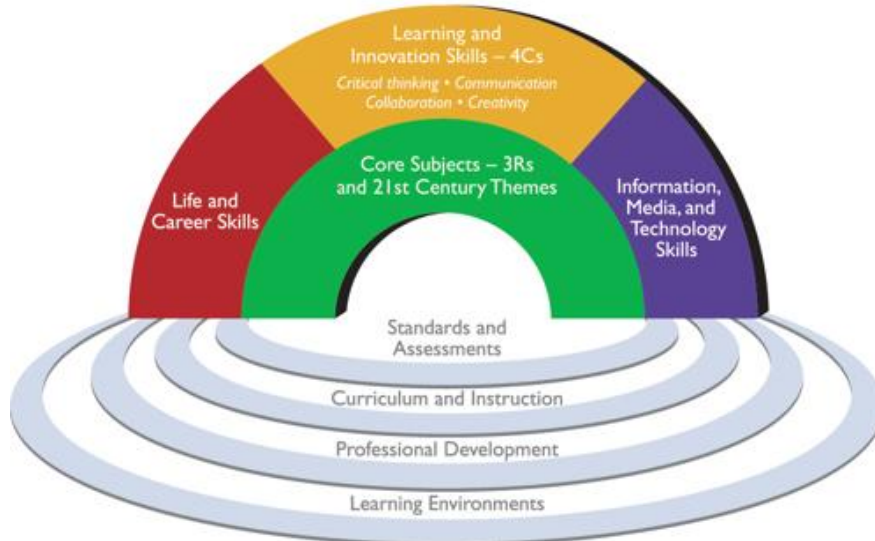 Learning and
Innovation Skills – 4Cs
Critical thinking • Communication
Collaboration • Creativity
Core Subjects – 3Rs
and 21st Century Themes
Life and
Career Skills
Information,
Media, and
Technology
Skills
Standards and
Assessments
Curriculum and Instruction
Professional Development
Learning Environments